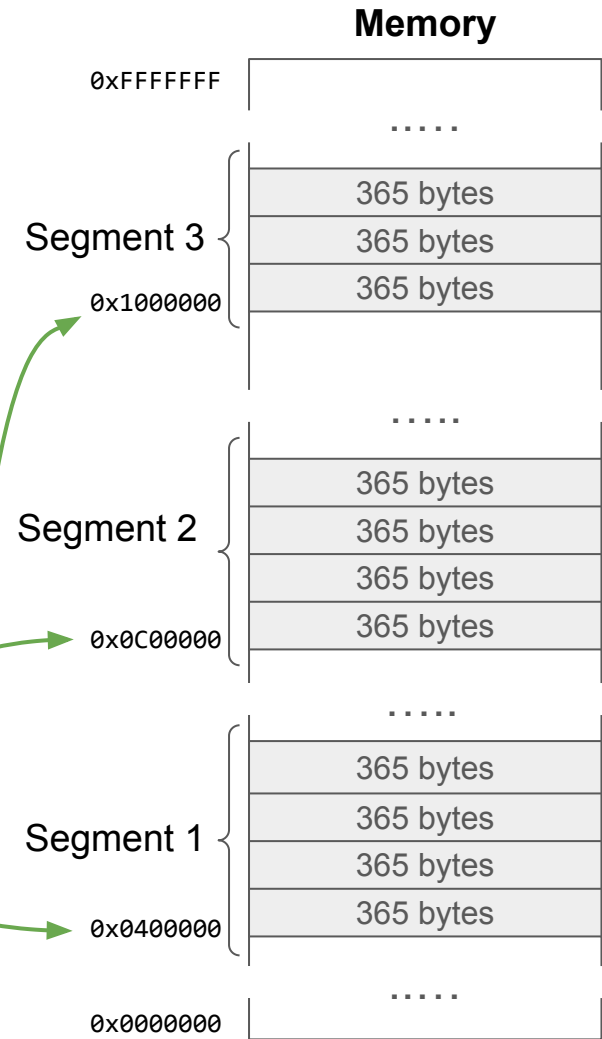 Memory
0xFFFFFFF
.....
365 bytes
Segment 3
365 bytes
365 bytes
0x1000000
.....
365 bytes
Segment 2
365 bytes
365 bytes
365 bytes
0x0C00000
.....
365 bytes
365 bytes
Segment 1
365 bytes
365 bytes
0x0400000
.....
0x0000000